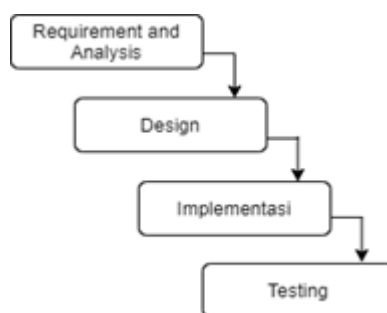 Requirement and
Analysis
Design
Implementasi
Testing